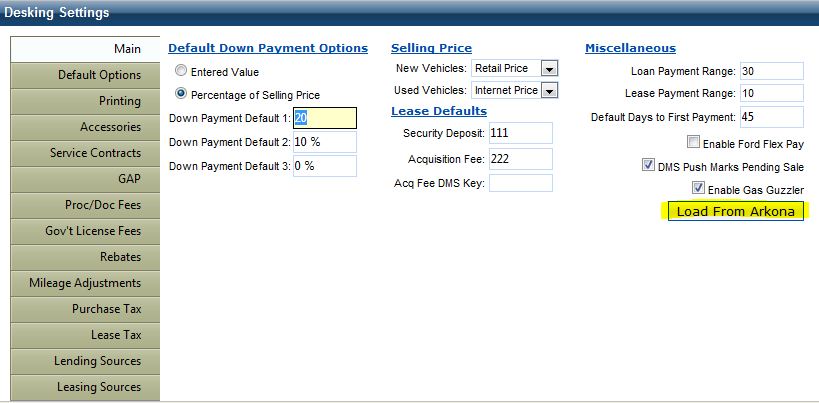 Desking Settings
Main
Default Options
Printing
Accessories
Service Contracts
GAP
Proc/Doc Fees
Gov't License Fees
Rebates
Mileage Adjustments
Purchase Tax
Lease Tax
Lending Sources
Leasing Sources
Default Down Payment Options
Entered Value
Percentage of Selling Price
Down Payment Default 1: 20
Down Payment Default 2: 10 %
Down Payment Default 3: 0 %
Selling Price
New Vehicles: Retail Price
Used Vehicles: Internet Price
Lease Defaults
Security Deposit: 111
Acquisition Fee: 222
Acq Fee DMS Key:
Miscellaneous
Loan Payment Range: 30
Lease Payment Range: 10
Default Days to First Payment: 45
Enable Ford Flex Pay
DMS Push Marks Pending Sale
Enable Gas Guzzler
Load From Arkona